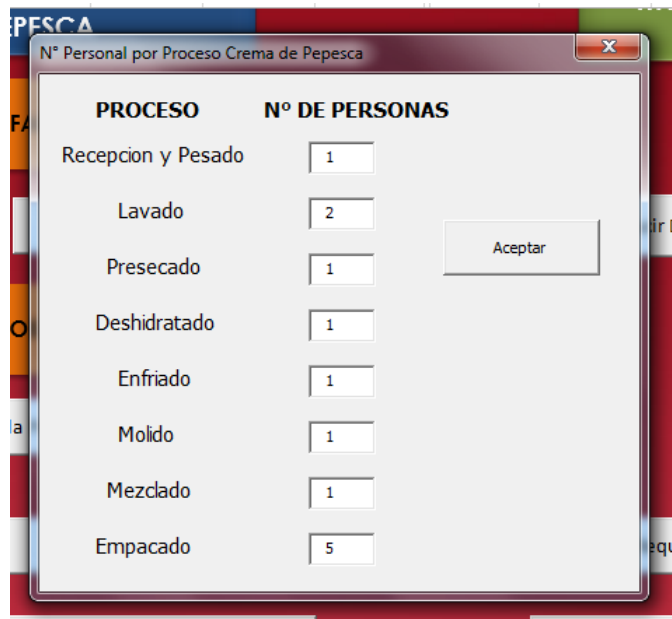 EPESCA
N° Personal por Proceso Crema de Pepesca
PROCESO Nº DE PERSONAS
Recepcion y Pesado 1
Lavado 2
Aceptar
Presecado 1
Deshidratado 1
Enfriado 1
Molido 1
Mezclado 1
Empacado 5